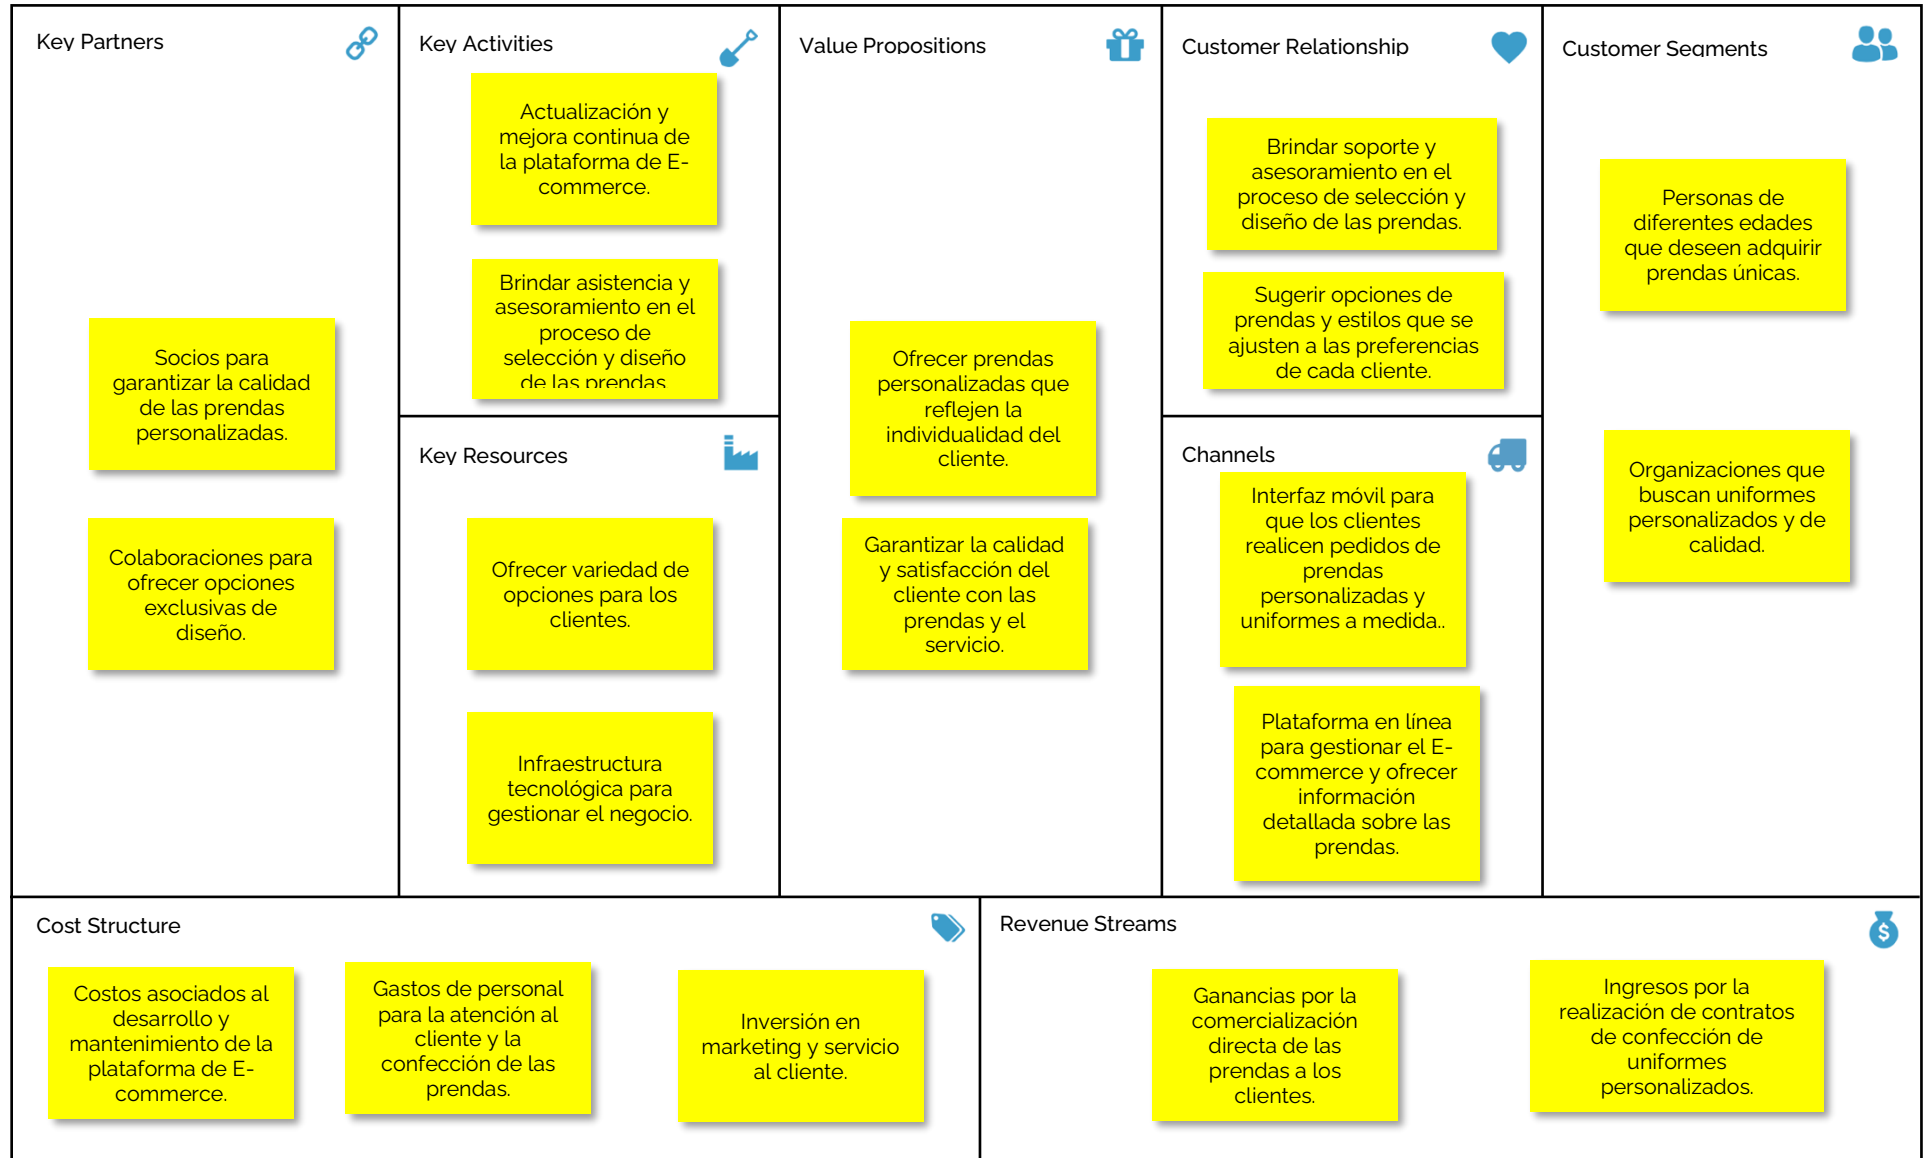 Key Partners
Socios para
garantizar la calidad
de las prendas
personalizadas.
Colaboraciones para
ofrecer opciones
exclusivas de
diseño.
Key Activities
Actualización y
mejora continua de
la plataforma de E-
commerce.
Brindar asistencia y
asesoramiento en el
proceso de
selección y diseño
de las prendas
Key Resources
Ofrecer variedad de
opciones para los
clientes.
Infraestructura
tecnológica para
gestionar el negocio.
Value Propositions
Ofrecer prendas
personalizadas que
reflejen la
individualidad del
cliente.
Garantizar la calidad
y satisfacción del
cliente con las
prendas y el
servicio.
Customer Relationship
Brindar soporte y
asesoramiento en el
proceso de selección y
diseño de las prendas.
Sugerir opciones de
prendas y estilos que se
ajusten a las preferencias
de cada cliente.
Channels
Interfaz móvil para
que los clientes
realicen pedidos de
prendas
personalizadas y
uniformes a medida..
Plataforma en línea
para gestionar el E-
commerce y ofrecer
información
detallada sobre las
prendas.
Customer Segments
Personas de
diferentes edades
que deseen adquirir
prendas únicas.
Organizaciones que
buscan uniformes
personalizados y de
calidad.
Cost Structure
Costos asociados al
desarrollo y
mantenimiento de la
plataforma de E-
commerce.
Gastos de personal
para la atención al
cliente y la
confección de las
prendas.
Inversión en
marketing y servicio
al cliente.
Revenue Streams
Ganancias por la
comercialización
directa de las
prendas a los
clientes.
Ingresos por la
realización de contratos
de confección de
uniformes
personalizados.